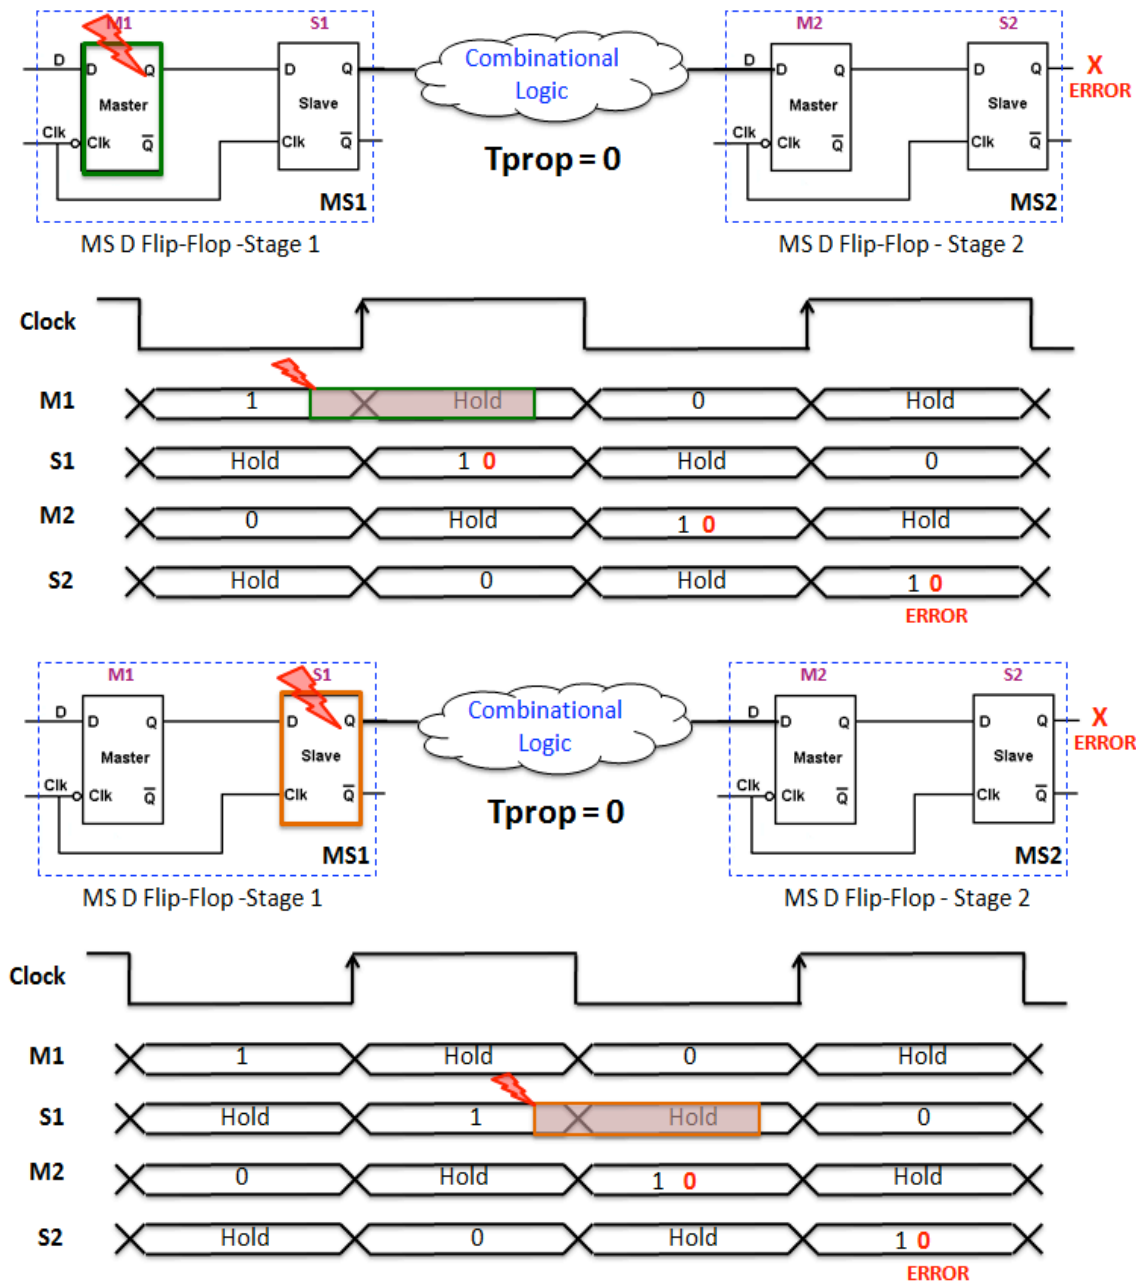 M1 S1 M2 S2
D D Q D Q Combinational Logic D D Q D Q X
ERROR
Master Slave Master Slave
Clk Clk Q Clk Q Clk Clk Q Clk Q
Tprop = 0
MS1 MS2
MS D Flip-Flop -Stage 1 MS D Flip-Flop - Stage 2
Clock
M1 1 Hold 0 Hold
S1 Hold 1 0 Hold 0
M2 0 Hold 1 0 Hold
S2 Hold 0 Hold 1 0
ERROR
M1 S1 M2 S2
D D Q D Q Combinational Logic D D Q D Q X
ERROR
Master Slave Master Slave
Clk Clk Q Clk Q Clk Clk Q Clk Q
Tprop = 0
MS1 MS2
MS D Flip-Flop -Stage 1 MS D Flip-Flop - Stage 2
Clock
M1 1 Hold 0 Hold
S1 Hold 1 Hold 0
M2 0 Hold 1 0 Hold
S2 Hold 0 Hold 1 0
ERROR